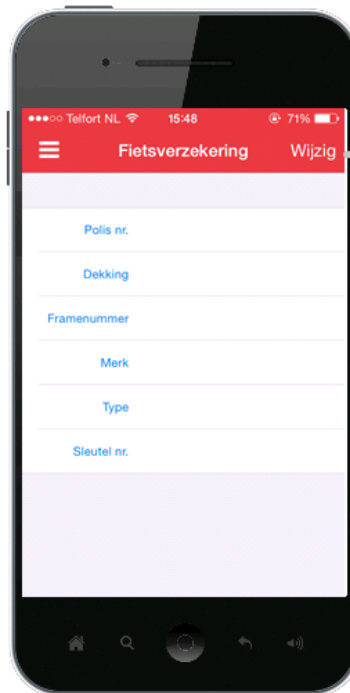 Telfort NL 15:48 71%
Fietsverzekering Wijzig
Polis nr.
Dekking
Framenummer
Merk
Type
Sleutel nr.